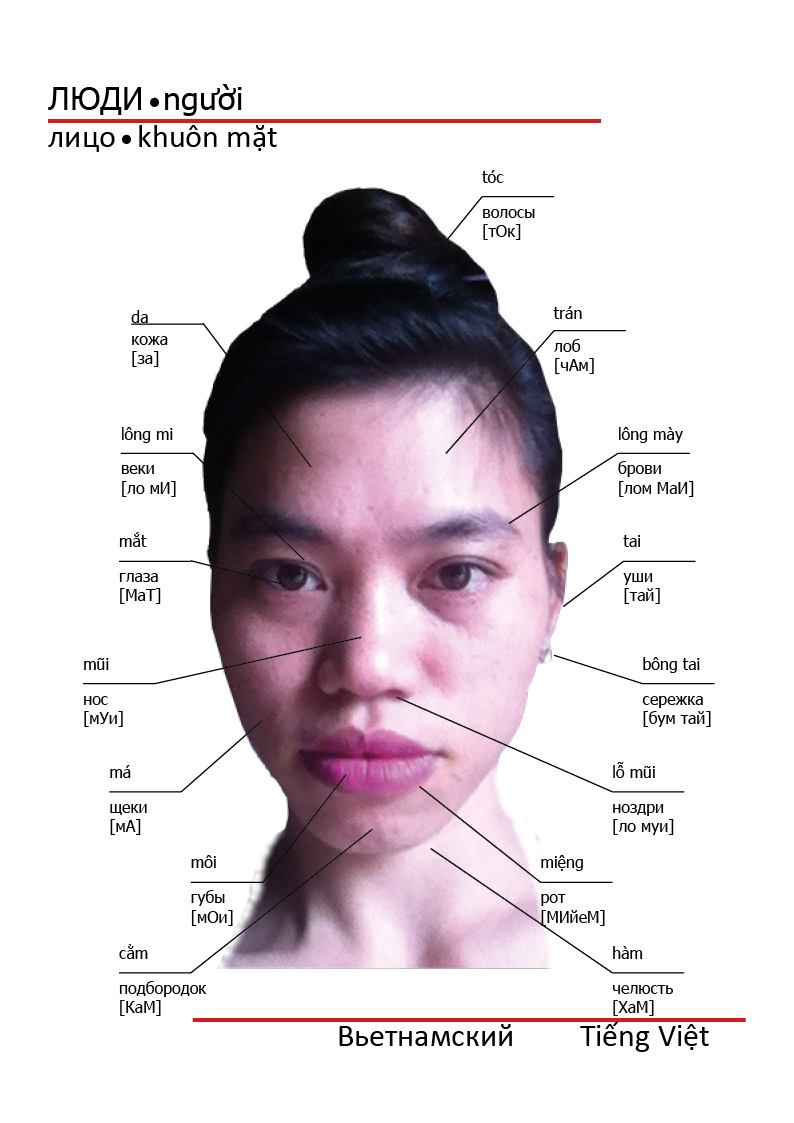 ЛЮДИ•người
лицо•khuôn mặt
tóc
волосы
[тОк]
da
кожа
[за]
trán
лоб
[чАм]
lông mi
веки
[ло мИ]
lông mày
брови
[лом МаИ]
mắt
глаза
[МаТ]
tai
уши
[тай]
mũi
нос
[мУи]
bông tai
сережка
[бум тай]
má
щеки
[мА]
lỗ mũi
ноздри
[ло муи]
môi
губы
[мОи]
miệng
рот
[МИйеМ]
cằm
подбородок
[КаМ]
hàm
челюсть
[ХаМ]
Вьетнамский Tiếng Việt